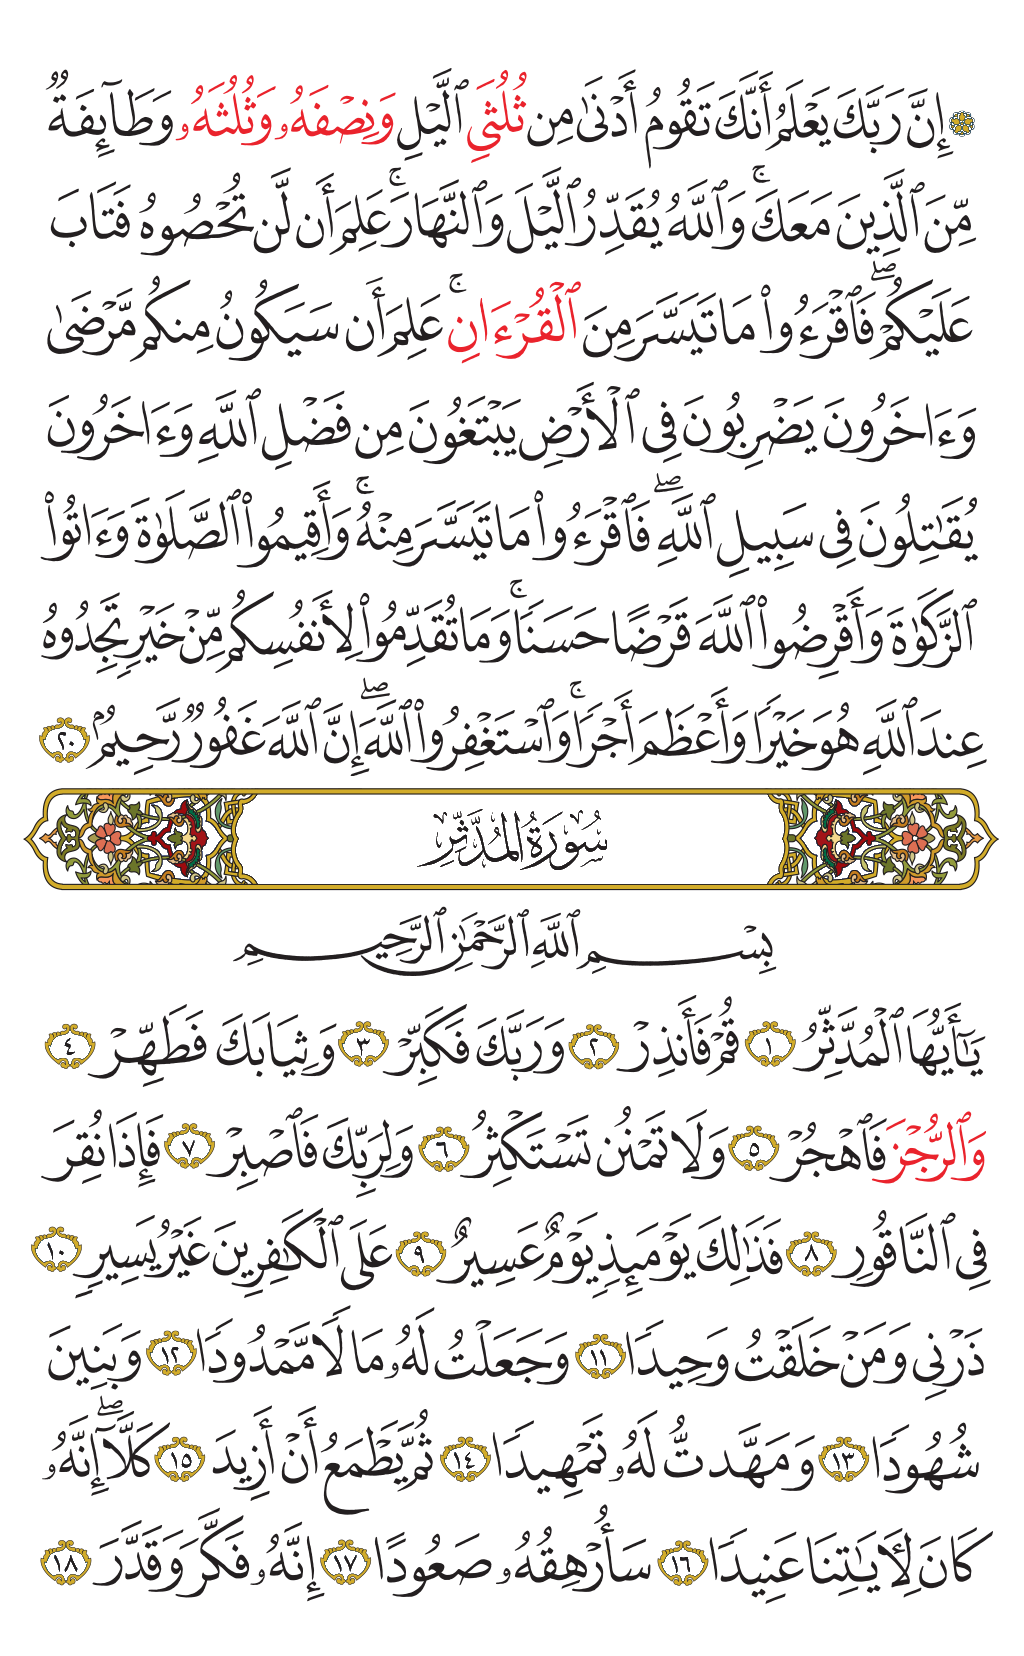 ۞ إِنَّ رَبَّكَ يَعْلَمُ أَنَّكَ تَقُومُ أَدْنَىٰ مِن ثُلُثَيِ ٱلَّيْلِ وَنِصْفَهُۥ وَثُلُثَهُۥ وَطَآئِفَةٌ
مِّنَ ٱلَّذِينَ مَعَكَۚ وَٱللَّهُ يُقَدِّرُ ٱلَّيْلَ وَٱلنَّهَارَۚ عَلِمَ أَن لَّن تُحْصُوهُ فَتَابَ
عَلَيْكُمْۖ فَٱقْرَءُوا۟ مَا تَيَسَّرَ مِنَ ٱلْقُرْءَانِۚ عَلِمَ أَن سَيَكُونُ مِنكُم مَّرْضَىٰ
وَءَاخَرُونَ يَضْرِبُونَ فِى ٱلْأَرْضِ يَبْتَغُونَ مِن فَضْلِ ٱللَّهِ وَءَاخَرُونَ
يُقَـٰتِلُونَ فِى سَبِيلِ ٱللَّهِۖ فَٱقْرَءُوا۟ مَا تَيَسَّرَ مِنْهُۚ وَأَقِيمُوا۟ ٱلصَّلَوٰةَ وَءَاتُوا۟
ٱلزَّكَوٰةَ وَأَقْرِضُوا۟ ٱللَّهَ قَرْضًا حَسَنًاۚ وَمَا تُقَدِّمُوا۟ لِأَنفُسِكُم مِّنْ خَيْرٍ تَجِدُوهُ
عِندَ ٱللَّهِ هُوَ خَيْرًا وَأَعْظَمَ أَجْرًاۚ وَٱسْتَغْفِرُوا۟ ٱللَّهَۖ إِنَّ ٱللَّهَ غَفُورٌ رَّحِيمٌۢ ٢٠
سُورَةُ المُدَّثِّر
بِسْمِ ٱللَّهِ ٱلرَّحْمَـٰنِ ٱلرَّحِيمِ
يَـٰٓأَيُّهَا ٱلْمُدَّثِّرُ ١ قُمْ فَأَنذِرْ ٢ وَرَبَّكَ فَكَبِّرْ ٣ وَثِيَابَكَ فَطَهِّرْ ٤
وَٱلرُّجْزَ فَٱهْجُرْ ٥ وَلَا تَمْنُن تَسْتَكْثِرُ ٦ وَلِرَبِّكَ فَٱصْبِرْ ٧ فَإِذَا نُقِرَ
فِى ٱلنَّاقُورِ ٨ فَذَٰلِكَ يَوْمَئِذٍ يَوْمٌ عَسِيرٌ ٩ عَلَى ٱلْكَـٰفِرِينَ غَيْرُ يَسِيرٍ ١٠
ذَرْنِى وَمَنْ خَلَقْتُ وَحِيدًا ١١ وَجَعَلْتُ لَهُۥ مَالًا مَّمْدُودًا ١٢ وَبَنِينَ
شُهُودًا ١٣ وَمَهَّدتُّ لَهُۥ تَمْهِيدًا ١٤ ثُمَّ يَطْمَعُ أَنْ أَزِيدَ ١٥ كَلَّآۖ إِنَّهُۥ
كَانَ لِـَٔايَـٰتِنَا عَنِيدًا ١٦ سَأُرْهِقُهُۥ صَعُودًا ١٧ إِنَّهُۥ فَكَّرَ وَقَدَّرَ ١٨